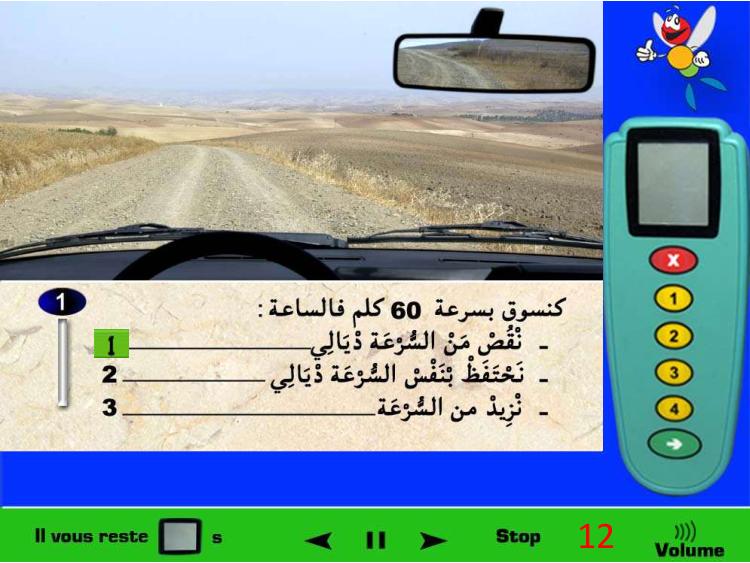 1
كنسوق بسرعة 60 كلم فالساعة :
- نْقُصْ مَنْ السُّرْعَة دْيَالِي 1
- نَحْتَفَظْ بْنَفْسْ السُّرْعَة دْيَالِي 2
- نْزِيدْ من السُّرْعَة 3
X
1
2
3
4
Il vous reste s
Stop
12
Volume